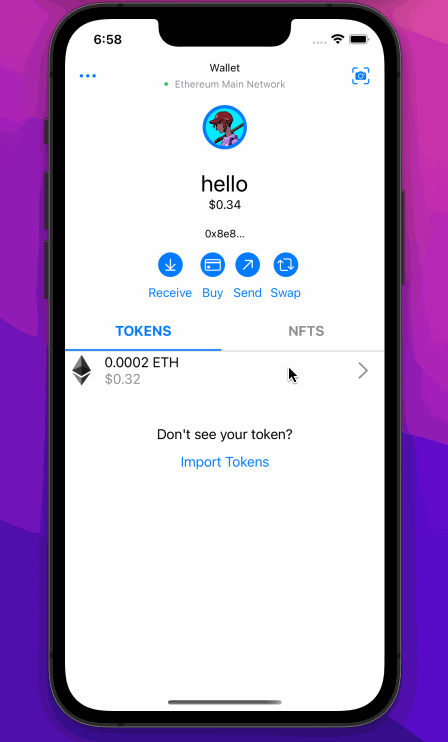 6:58
Wallet
Ethereum Main Network
hello
$0.34
0x8e8...
Receive Buy Send Swap
TOKENS NFTS
0.0002 ETH
$0.32
Don't see your token?
Import Tokens